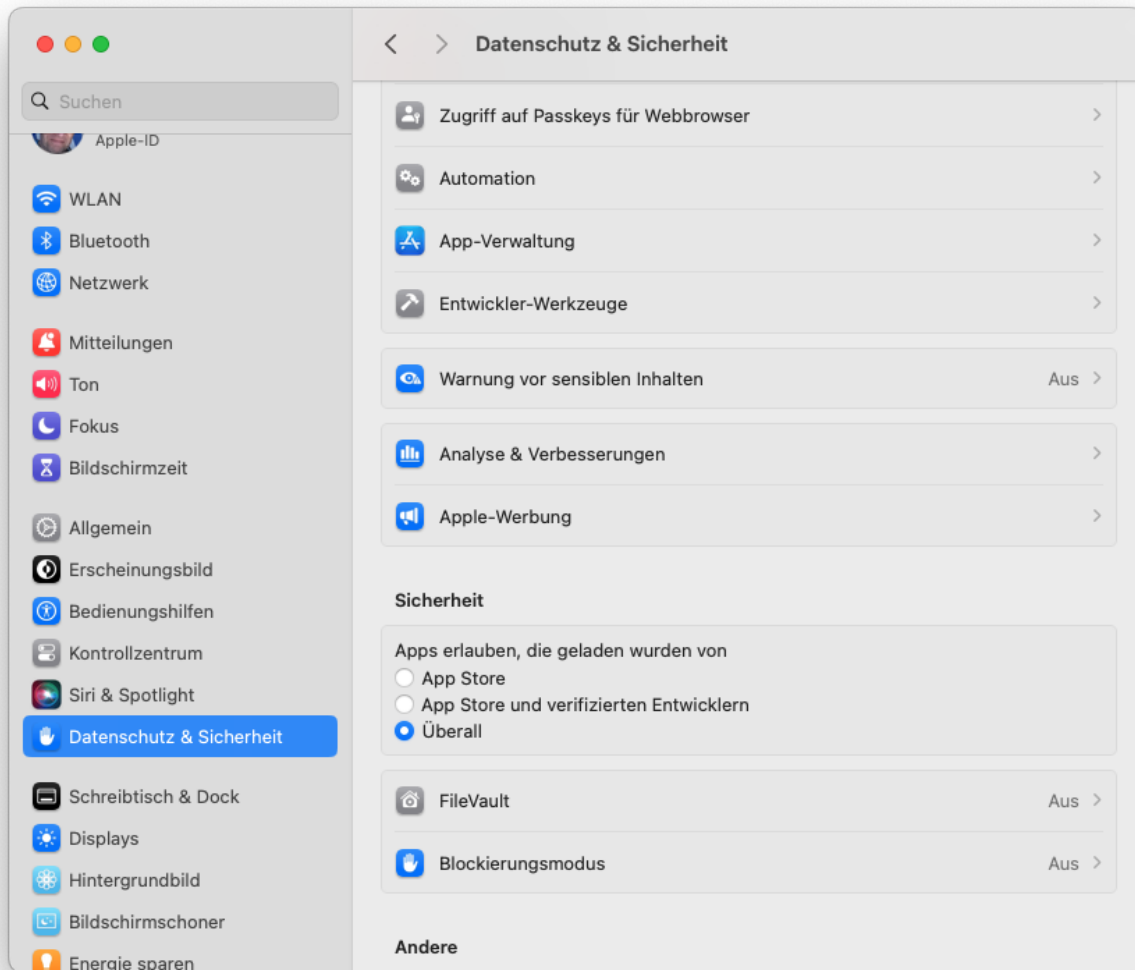 Datenschutz & Sicherheit
Suchen
Apple-ID
WLAN
Bluetooth
Netzwerk
Mitteilungen
Ton
Fokus
Bildschirmzeit
Allgemein
Erscheinungsbild
Bedienungshilfen
Kontrollzentrum
Siri & Spotlight
Datenschutz & Sicherheit
Schreibtisch & Dock
Displays
Hintergrundbild
Bildschirmschoner
Energie sparen
Zugriff auf Passkeys für Webbrowser
Automation
App-Verwaltung
Entwickler-Werkzeuge
Warnung vor sensiblen Inhalten Aus
Analyse & Verbesserungen
Apple-Werbung
Sicherheit
Apps erlauben, die geladen wurden von
App Store
App Store und verifizierten Entwicklern
Überall
FileVault Aus
Blockierungsmodus Aus
Andere